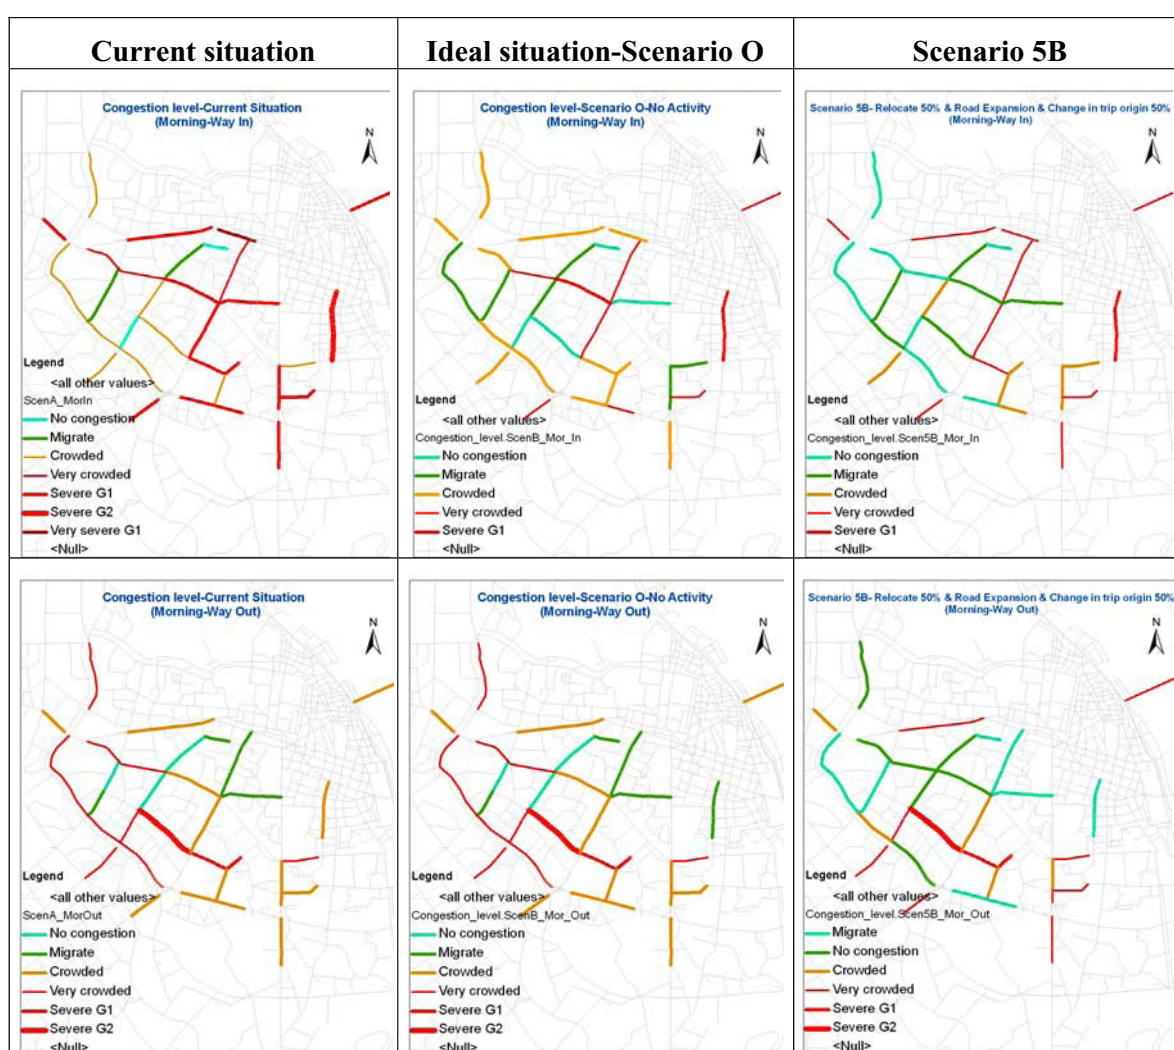 Current situation
Ideal situation-Scenario O
Scenario 5B
Congestion level-Current Situation
(Morning-Way In)
N
Legend
<all other values>
ScenA_MorIn
No congestion
Migrate
Crowded
Very crowded
Severe G1
Severe G2
Very severe G1
<Null>
Congestion level-Scenario O-No Activity
(Morning-Way In)
N
Legend
<all other values>
Congestion_level.ScenB_Mor_In
No congestion
Migrate
Crowded
Very crowded
Severe G1
<Null>
Scenario 5B- Relocate 50% & Road Expansion & Change in trip origin 50%
(Morning-Way In)
N
Legend
<all other values>
Congestion_level.Scen5B_Mor_In
No congestion
Migrate
Crowded
Very crowded
Severe G1
<Null>
Congestion level-Current Situation
(Morning-Way Out)
N
Legend
<all other values>
ScenA_MorOut
No congestion
Migrate
Crowded
Very crowded
Severe G1
Severe G2
<Null>
Congestion level-Scenario O-No Activity
(Morning-Way Out)
N
Legend
<all other values>
Congestion_level.ScenB_Mor_Out
No congestion
Migrate
Crowded
Very crowded
Severe G1
Severe G2
<Null>
Scenario 5B- Relocate 50% & Road Expansion & Change in trip origin 50%
(Morning-Way Out)
N
Legend
<all other values>
Congestion_level.Scen5B_Mor_Out
Migrate
No congestion
Crowded
Very crowded
Severe G1
Severe G2
<Null>